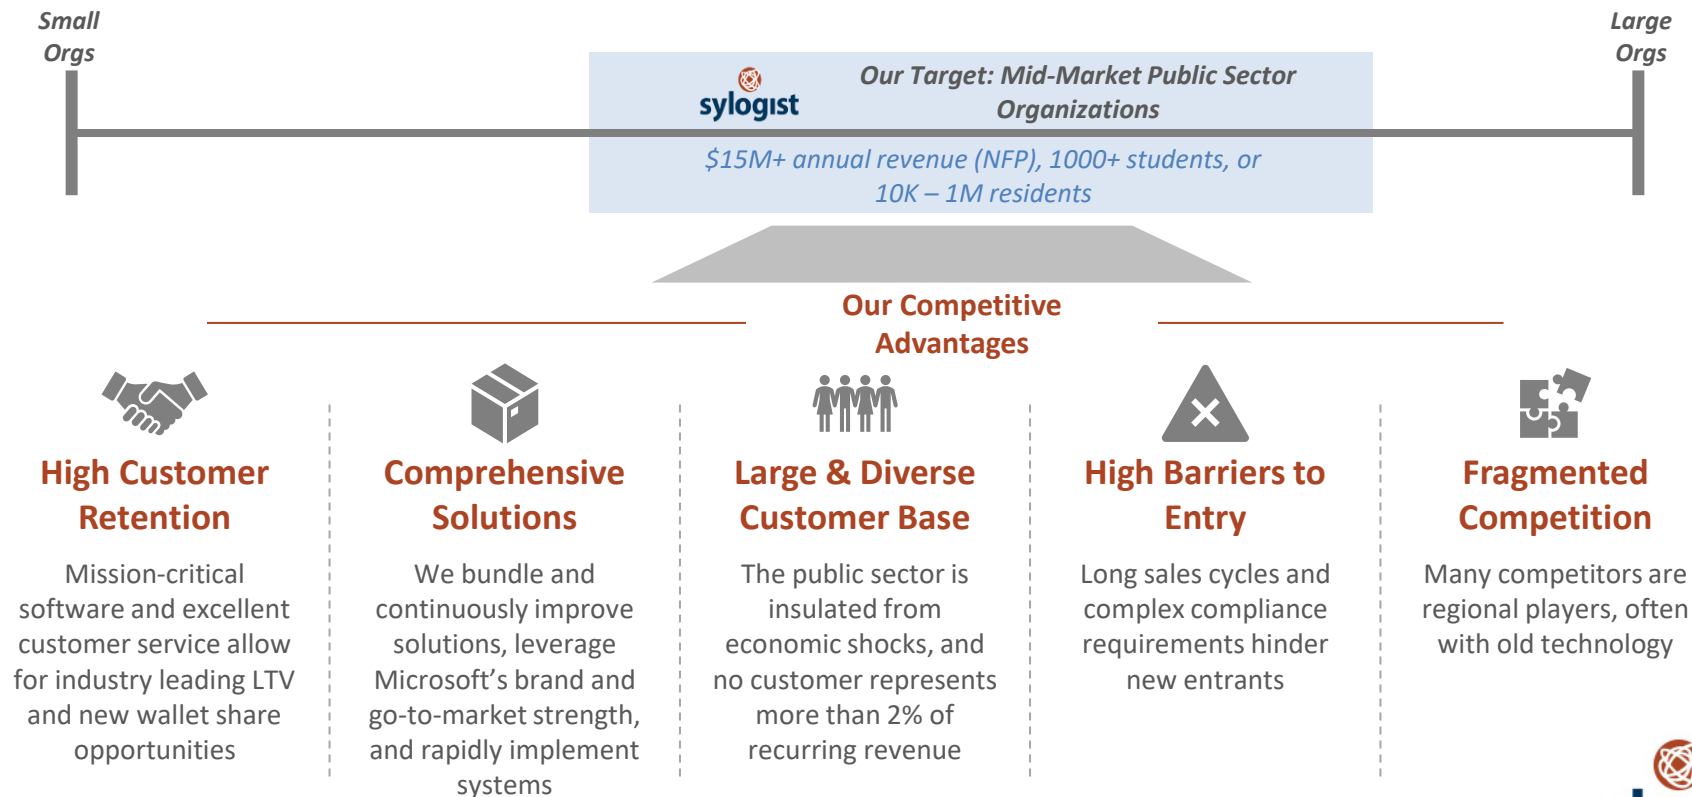 Small
Orgs
Large
Orgs
sylogist
Our Target: Mid-Market Public Sector
Organizations
$15M+ annual revenue (NFP), 1000+ students, or
10K – 1M residents
Our Competitive
Advantages
High Customer
Retention
Mission-critical
software and excellent
customer service allow
for industry leading LTV
and new wallet share
opportunities
Comprehensive
Solutions
We bundle and
continuously improve
solutions, leverage
Microsoft’s brand and
go-to-market strength,
and rapidly implement
systems
Large & Diverse
Customer Base
The public sector is
insulated from
economic shocks, and
no customer represents
more than 2% of
recurring revenue
High Barriers to
Entry
Long sales cycles and
complex compliance
requirements hinder
new entrants
Fragmented
Competition
Many competitors are
regional players, often
with old technology